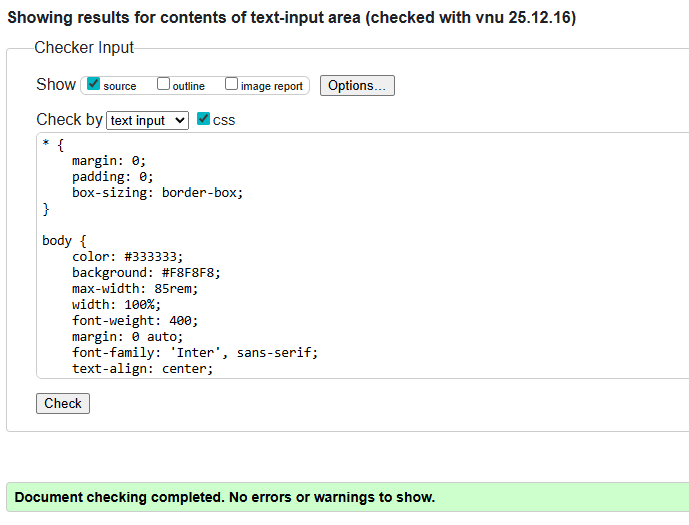 Showing results for contents of text-input area (checked with vnu 25.12.16)
Checker Input
Show source outline image report Options...
Check by text input css
* {
    margin: 0;
    padding: 0;
    box-sizing: border-box;
}

body {
    color: #333333;
    background: #F8F8F8;
    max-width: 85rem;
    width: 100%;
    font-weight: 400;
    margin: 0 auto;
    font-family: 'Inter', sans-serif;
    text-align: center;
Check
Document checking completed. No errors or warnings to show.